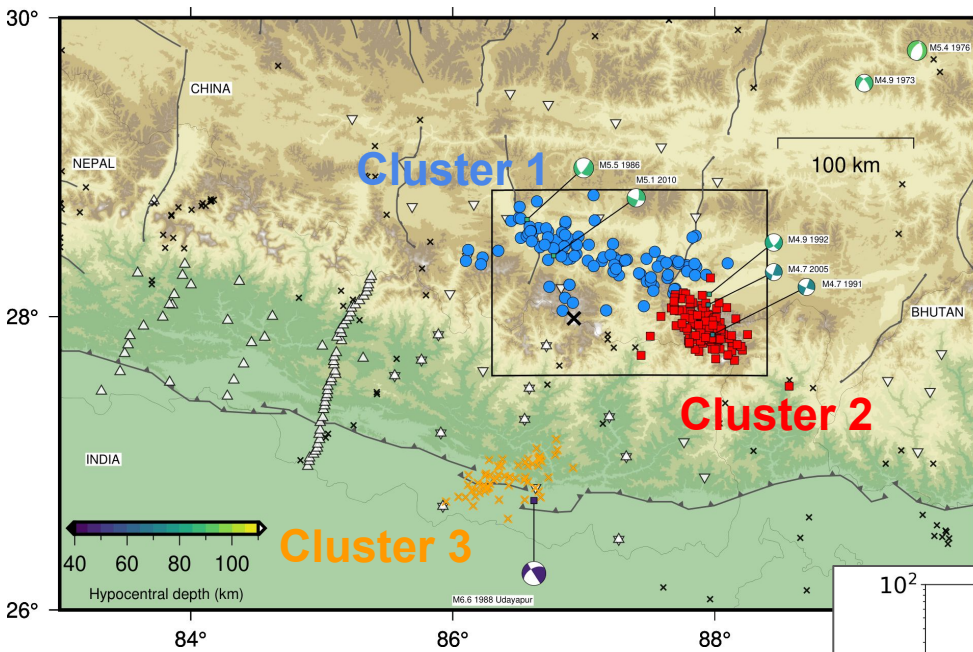 30°
CHINA
M5.4 1976
M4.9 1973
100 km
NEPAL
Cluster 1
M5.5 1986
M5.1 2010
M4.9 1992
M4.7 2005
M4.7 1991
28°
BHUTAN
Cluster 2
INDIA
Cluster 3
40 60 80 100
Hypocentral depth (km)
M6.6 1988 Udayapur
10²
26°
84° 86° 88°